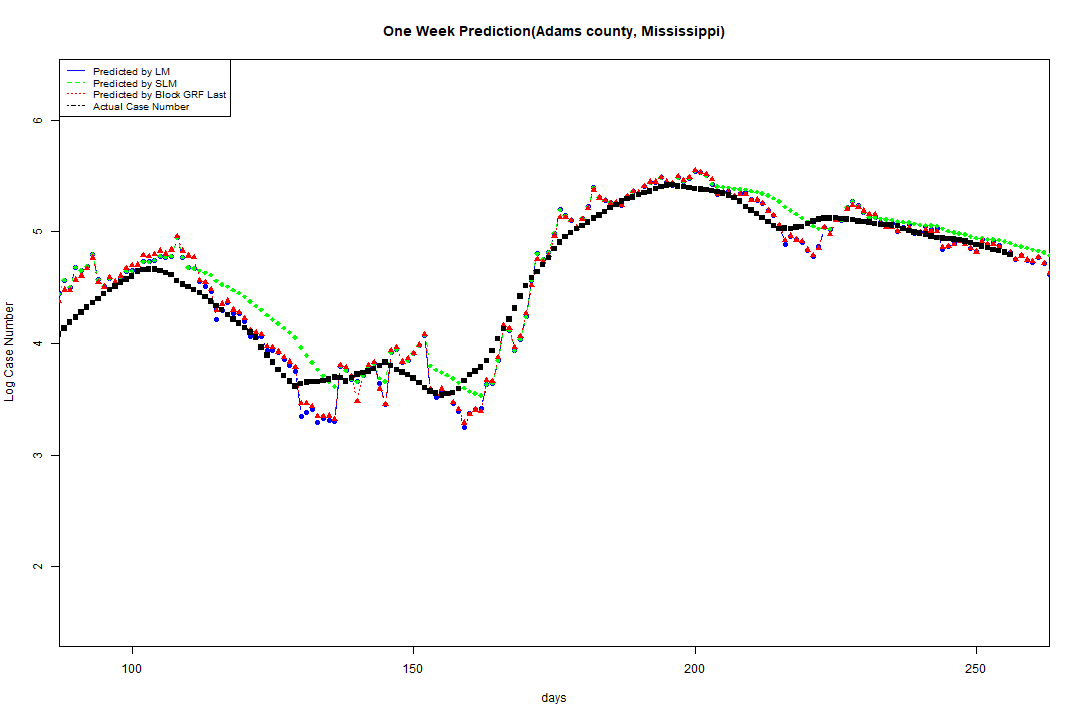 One Week Prediction(Adams county, Mississippi)
Predicted by LM
Predicted by SLM
Predicted by Block GRF Last
Actual Case Number
6
5
4
3
2
Log Case Number
100
150
200
250
days